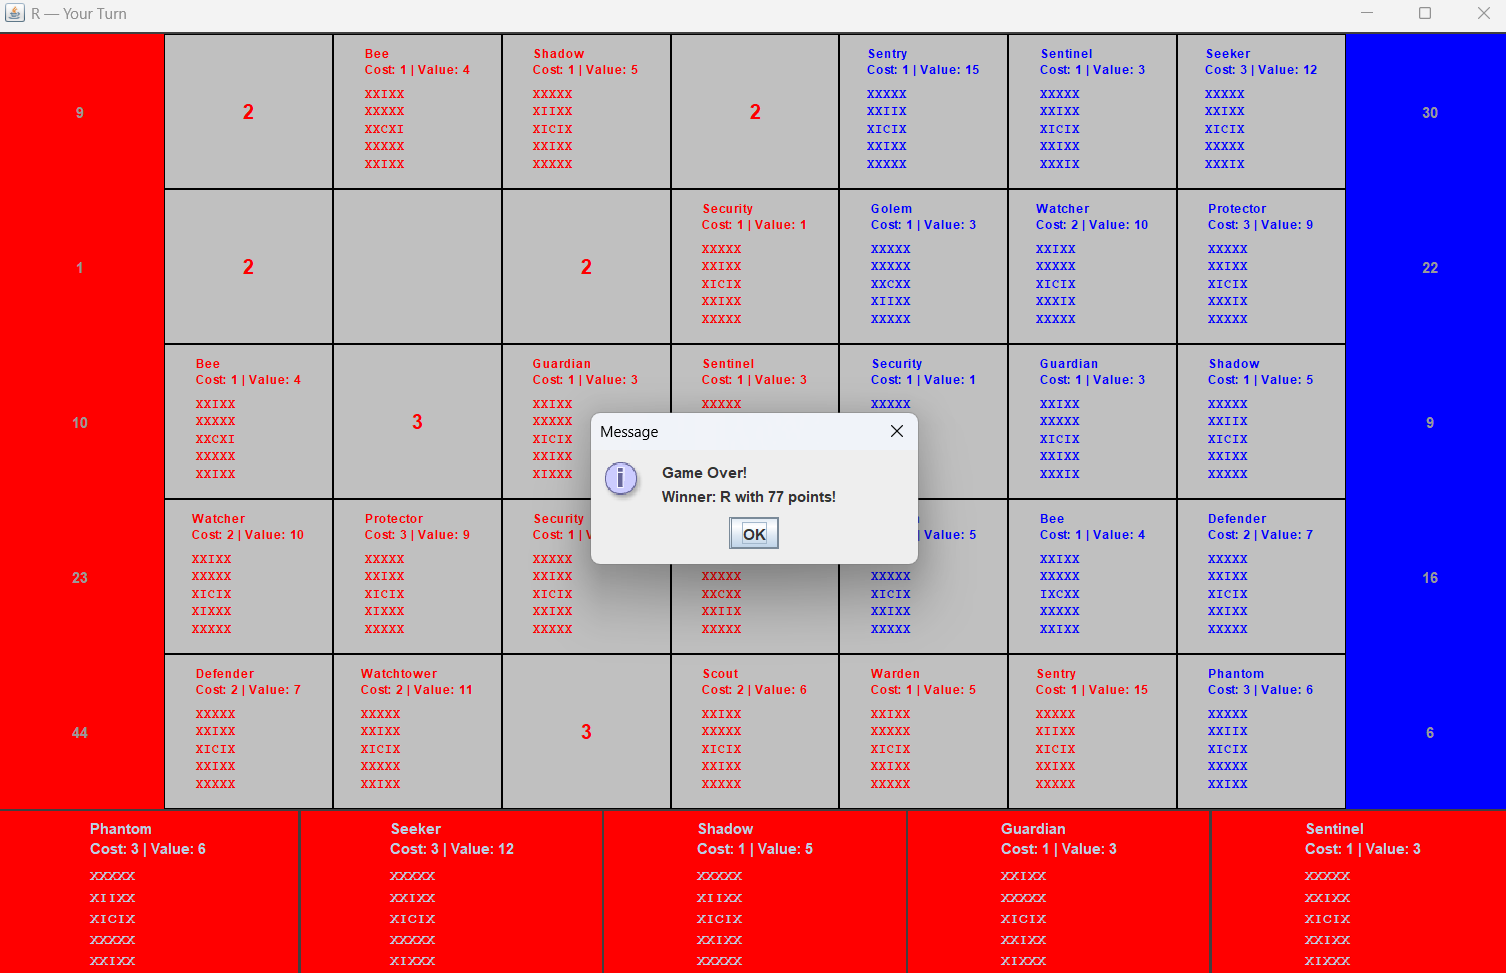 R — Your Turn
9
2
Bee
Cost: 1 | Value: 4
XXIXX
XXXXX
XXCXI
XXXXX
XXIXX
Shadow
Cost: 1 | Value: 5
XXXXX
XIIXX
XICIX
XXIXX
XXXXX
2
Sentry
Cost: 1 | Value: 15
XXXXX
XXIIX
XICIX
XXIXX
XXXXX
Sentinel
Cost: 1 | Value: 3
XXXXX
XXIXX
XICIX
XXIXX
XXXIX
Seeker
Cost: 3 | Value: 12
XXXXX
XXIXX
XICIX
XXXXX
XXXIX
30
1
2
2
Security
Cost: 1 | Value: 1
XXXXX
XXIXX
XICIX
XXIXX
XXXXX
Golem
Cost: 1 | Value: 3
XXXXX
XXXXX
XXCXX
XIIXX
XXXXX
Watcher
Cost: 2 | Value: 10
XXIXX
XXXXX
XICIX
XXXIX
XXXXX
Protector
Cost: 3 | Value: 9
XXXXX
XXIXX
XICIX
XXXIX
XXXXX
22
10
Bee
Cost: 1 | Value: 4
XXIXX
XXXXX
XXCXI
XXXXX
XXIXX
3
Guardian
Cost: 1 | Value: 3
XXIXX
XXXXX
XICIX
XXIXX
XIXXX
Sentinel
Cost: 1 | Value: 3
XXXXX
Security
Cost: 1 | Value: 1
XXXXX
Guardian
Cost: 1 | Value: 3
XXIXX
XXXXX
XICIX
XXIXX
XXXIX
Shadow
Cost: 1 | Value: 5
XXXXX
XXIIX
XICIX
XXIXX
XXXXX
9
Message
Game Over!
Winner: R with 77 points!
OK
23
Watcher
Cost: 2 | Value: 10
XXIXX
XXXXX
XICIX
XIXXX
XXXXX
Protector
Cost: 3 | Value: 9
XXXXX
XXIXX
XICIX
XIXXX
XXXXX
Security
Cost: 1 |
XXXXX
XXIXX
XICIX
XXIXX
XXXXX
XXXXX
XXCXX
XXIIX
XXXXX
| Value: 5
XXXXX
XICIX
XXIXX
XXXXX
Bee
Cost: 1 | Value: 4
XXIXX
XXXXX
IXCXX
XXXXX
XXIXX
Defender
Cost: 2 | Value: 7
XXXXX
XXIXX
XICIX
XXIXX
XXXXX
16
44
Defender
Cost: 2 | Value: 7
XXXXX
XXIXX
XICIX
XXIXX
XXXXX
Watchtower
Cost: 2 | Value: 11
XXXXX
XXIXX
XICIX
XXXXX
XXIXX
3
Scout
Cost: 2 | Value: 6
XXIXX
XXXXX
XICIX
XXIXX
XXXXX
Warden
Cost: 1 | Value: 5
XXIXX
XXXXX
XICIX
XXIXX
XXXXX
Sentry
Cost: 1 | Value: 15
XXXXX
XIIXX
XICIX
XXIXX
XXXXX
Phantom
Cost: 3 | Value: 6
XXXXX
XXIIX
XICIX
XXXXX
XXIXX
6
Phantom
Cost: 3 | Value: 6
XXXXX
XIIXX
XICIX
XXXXX
XXIXX
Seeker
Cost: 3 | Value: 12
XXXXX
XXIXX
XICIX
XXXXX
XIXXX
Shadow
Cost: 1 | Value: 5
XXXXX
XIIXX
XICIX
XXIXX
XXXXX
Guardian
Cost: 1 | Value: 3
XXIXX
XXXXX
XICIX
XXIXX
XIXXX
Sentinel
Cost: 1 | Value: 3
XXXXX
XXIXX
XICIX
XXIXX
XIXXX